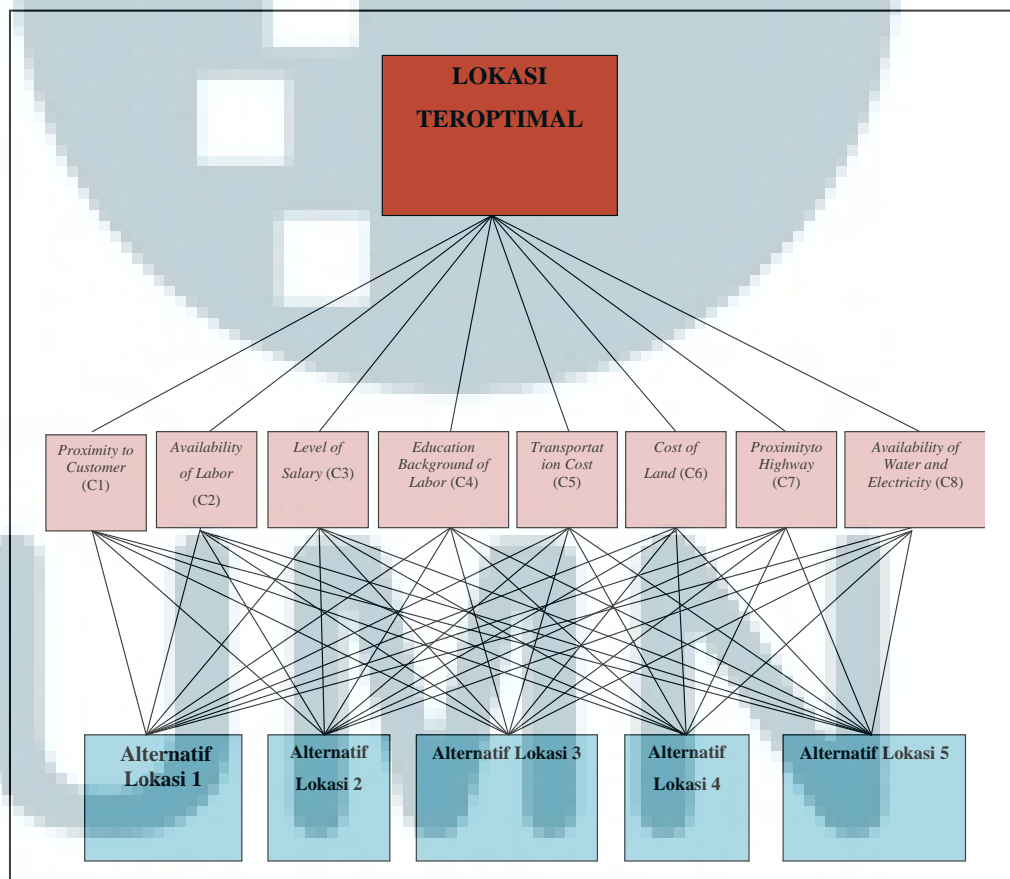 LOKASI
TEROPTIMAL
Proximity to
Customer
(C1)
Availability
of Labor
(C2)
Level of
Salary (C3)
Education
Background of
Labor (C4)
Transportat
ion Cost
(C5)
Cost of
Land (C6)
Proximityto
Highway
(C7)
Availability of
Water and
Electricity (C8)
Alternatif
Lokasi 1
Alternatif
Lokasi 2
Alternatif Lokasi 3
Alternatif
Lokasi 4
Alternatif Lokasi 5
UMN